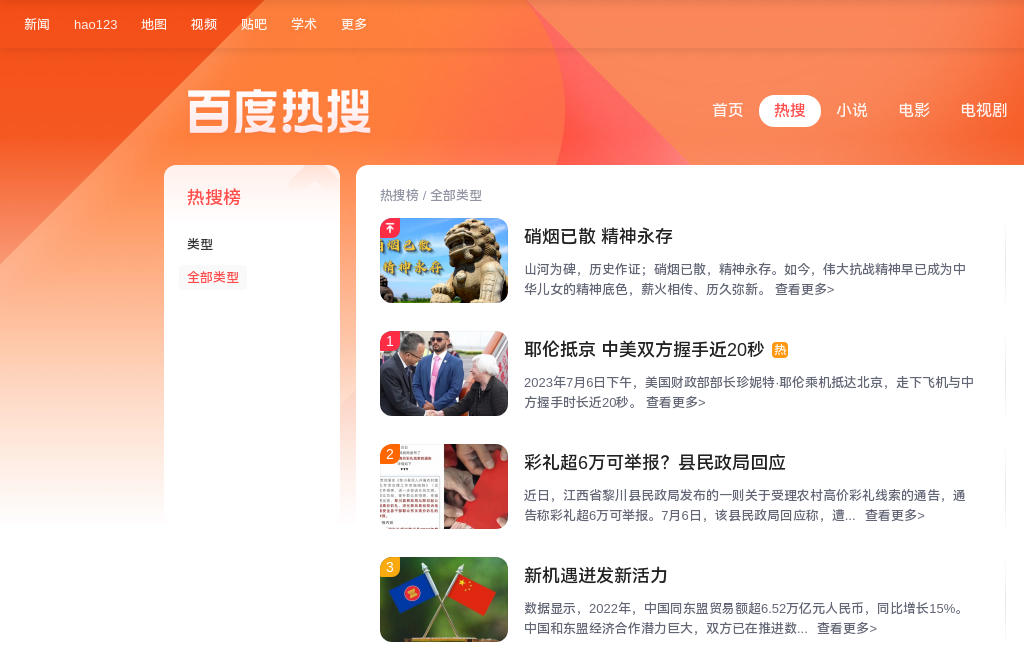 新闻 hao123 地图 视频 贴吧 学术 更多
百度热搜
首页 热搜 小说 电影 电视剧
热搜榜
类型
全部类型
热搜榜 / 全部类型
硝烟已散
精神永存
硝烟已散 精神永存
山河为碑，历史作证；硝烟已散，精神永存。如今，伟大抗战精神早已成为中
华儿女的精神底色，薪火相传、历久弥新。 查看更多>
1
耶伦抵京 中美双方握手近20秒 热
2023年7月6日下午，美国财政部部长珍妮特·耶伦乘机抵达北京，走下飞机与中
方握手时长近20秒。 查看更多>
2
彩礼超6万可举报？县民政局回应
近日，江西省黎川县民政局发布的一则关于受理农村高价彩礼线索的通告，通
告称彩礼超6万可举报。7月6日，该县民政局回应称，遭... 查看更多>
3
新机遇迸发新活力
数据显示，2022年，中国同东盟贸易额超6.52万亿元人民币，同比增长15%。
中国和东盟经济合作潜力巨大，双方已在推进数... 查看更多>